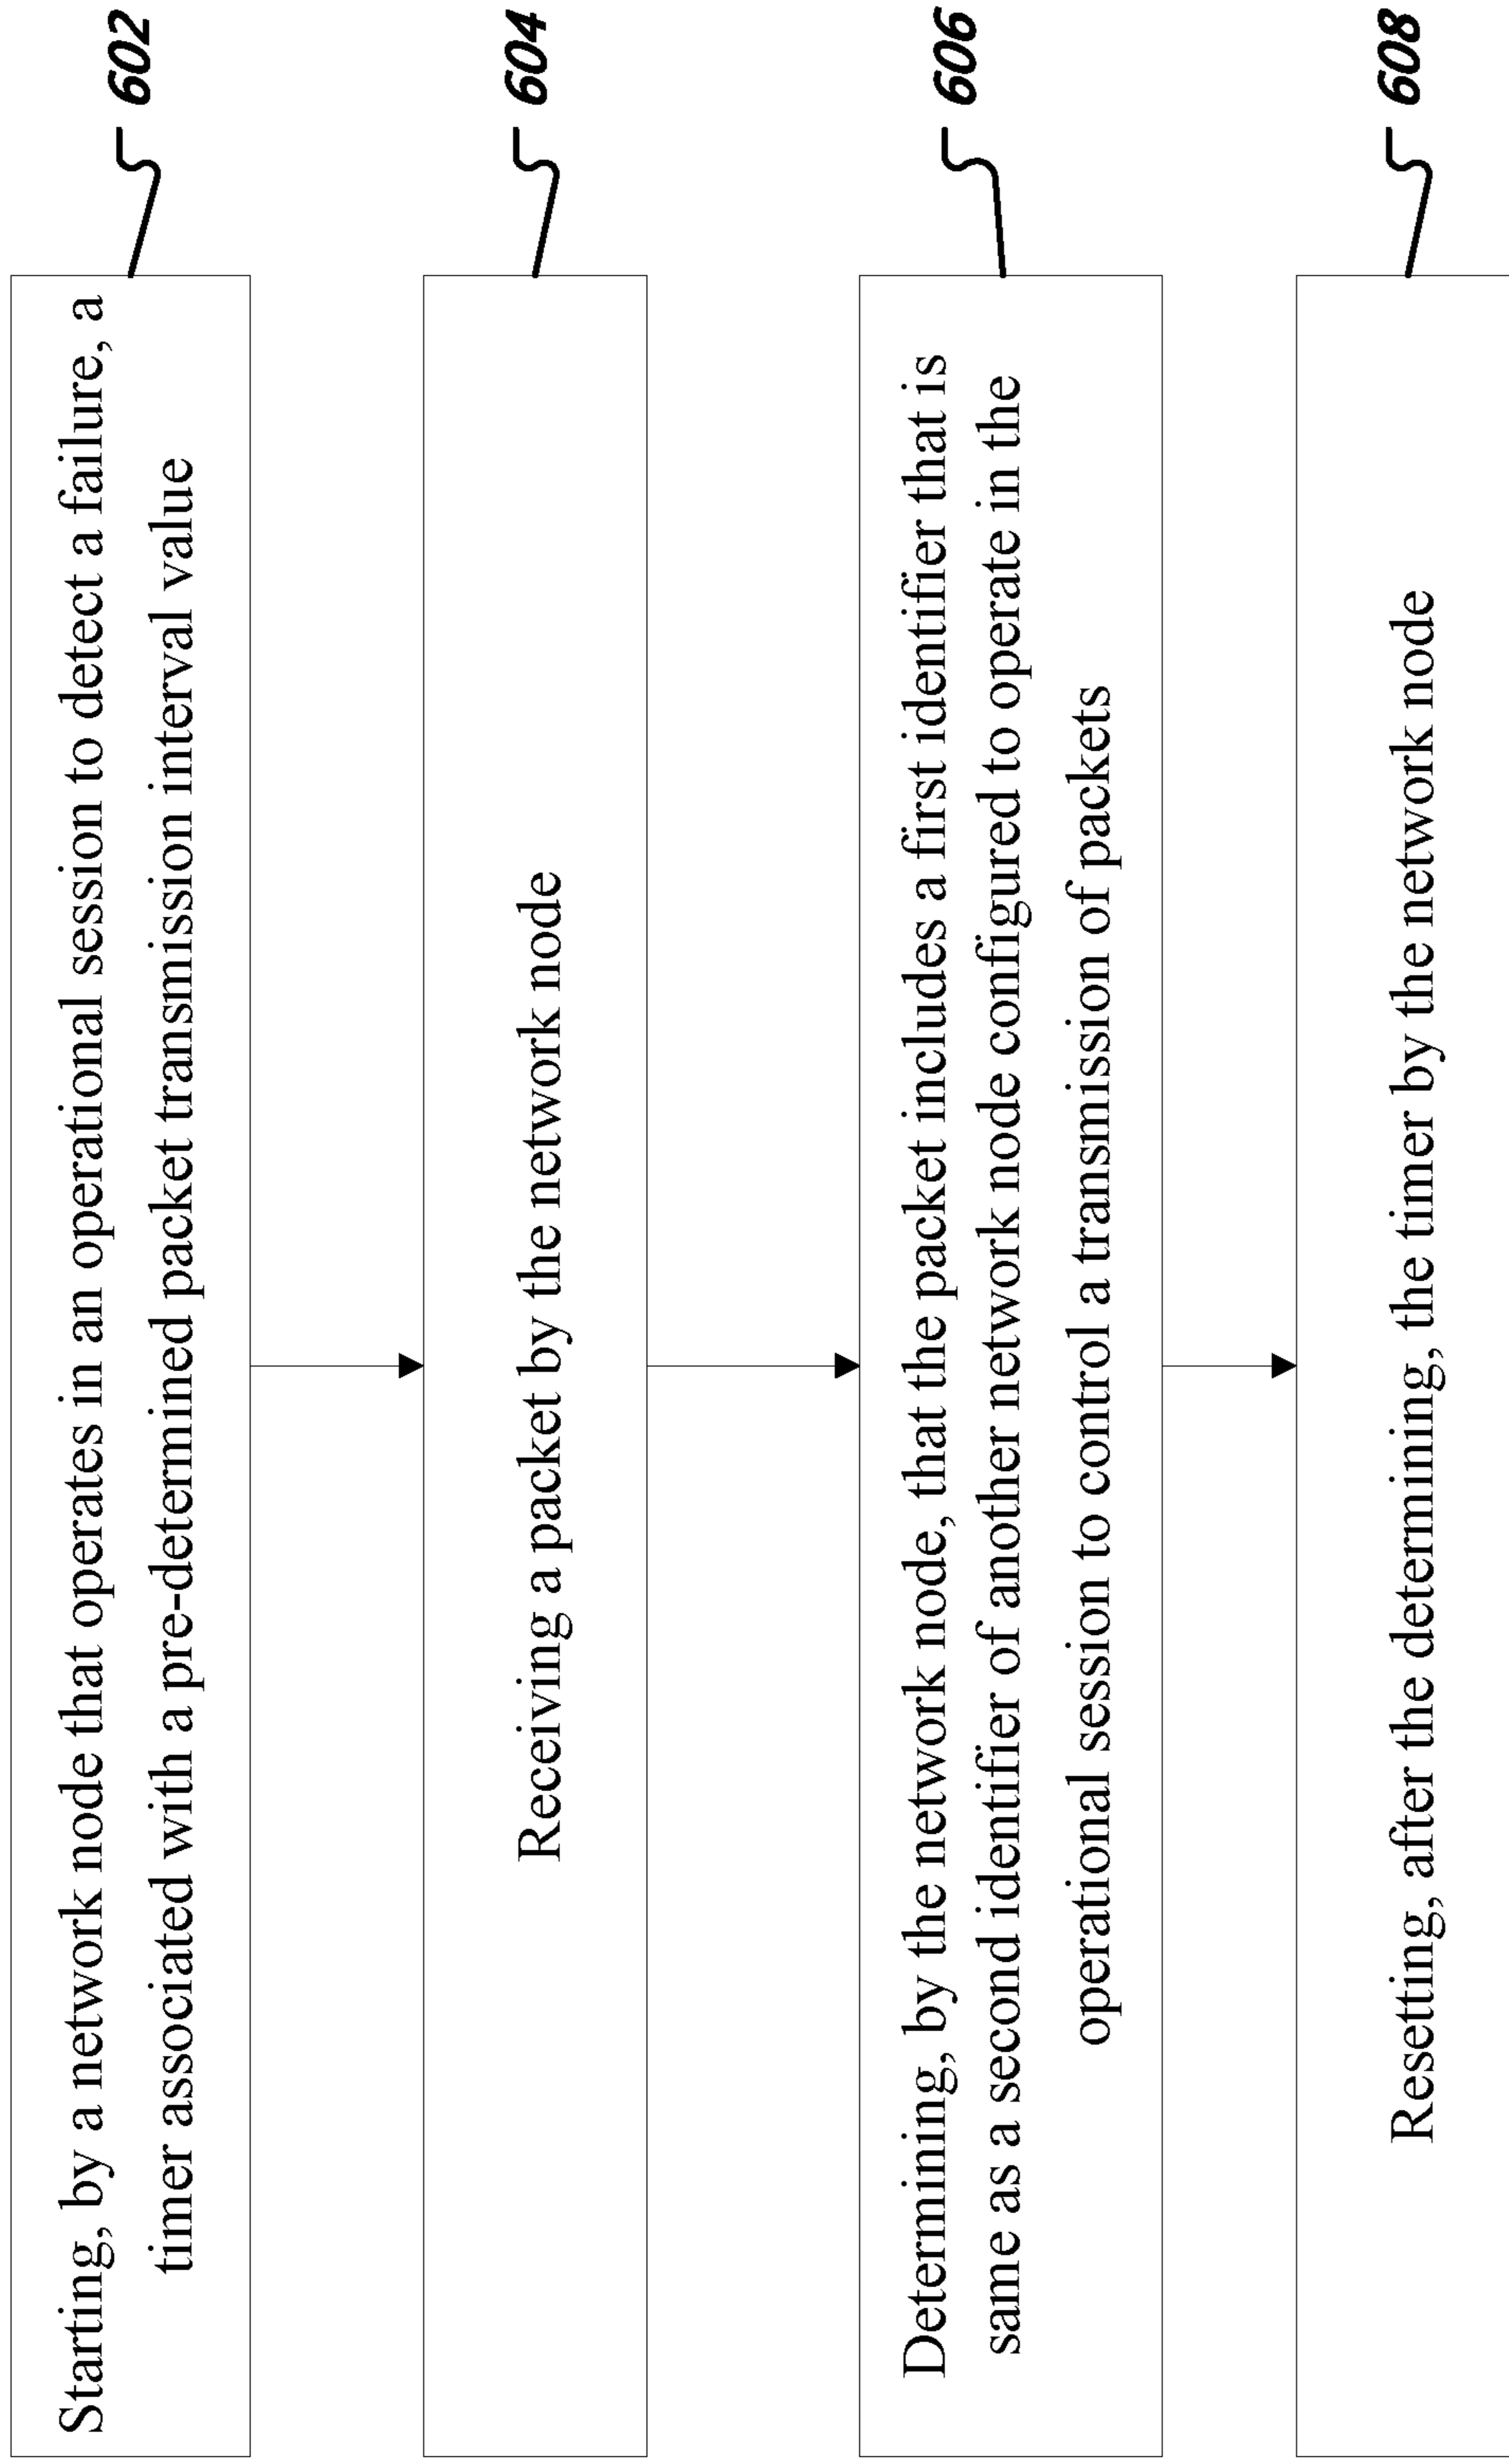 Starting, by a network node that operates in an operational session to detect a failure, a
timer associated with a pre-determined packet transmission interval value
602
Receiving a packet by the network node
604
Determining, by the network node, that the packet includes a first identifier that is
same as a second identifier of another network node configured to operate in the
operational session to control a transmission of packets
606
Resetting, after the determining, the timer by the network node
608